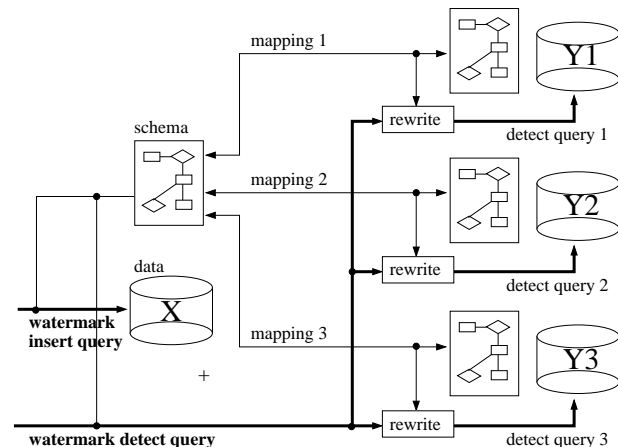 mapping 1
Y1
rewrite
detect query 1
schema
mapping 2
Y2
rewrite
detect query 2
data
X
watermark
insert query
mapping 3
Y3
+
rewrite
watermark detect query
detect query 3